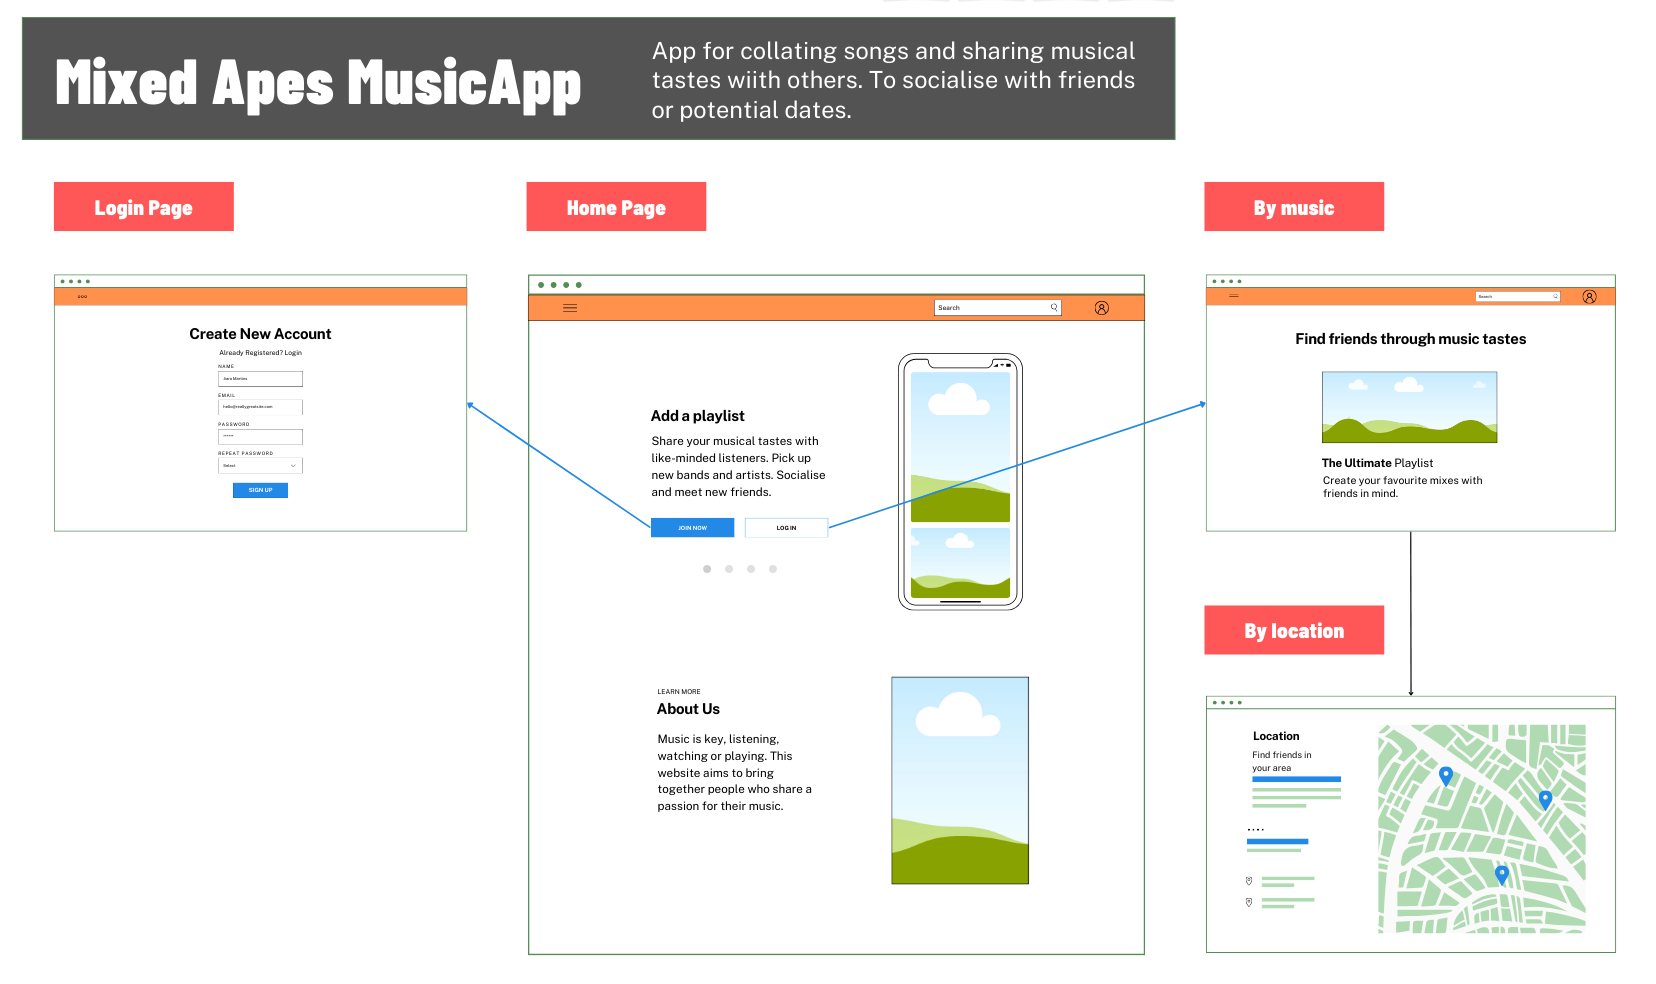 Mixed Apes MusicApp
App for collating songs and sharing musical
tastes wiith others. To socialise with friends
or potential dates.
Login Page
Create New Account
Already Registered? Login
NAME
EMAIL
hello@reallygreatsite.com
PASSWORD
******
REPEAT PASSWORD
Select
SIGN UP
Home Page
Search
Add a playlist
Share your musical tastes with
like-minded listeners. Pick up
new bands and artists. Socialise
and meet new friends.
JOIN NOW
LOG IN
LEARN MORE
About Us
Music is key, listening,
watching or playing. This
website aims to bring
together people who share a
passion for their music.
By music
Search
Find friends through music tastes
The Ultimate Playlist
Create your favourite mixes with
friends in mind.
By location
Location
Find friends in
your area